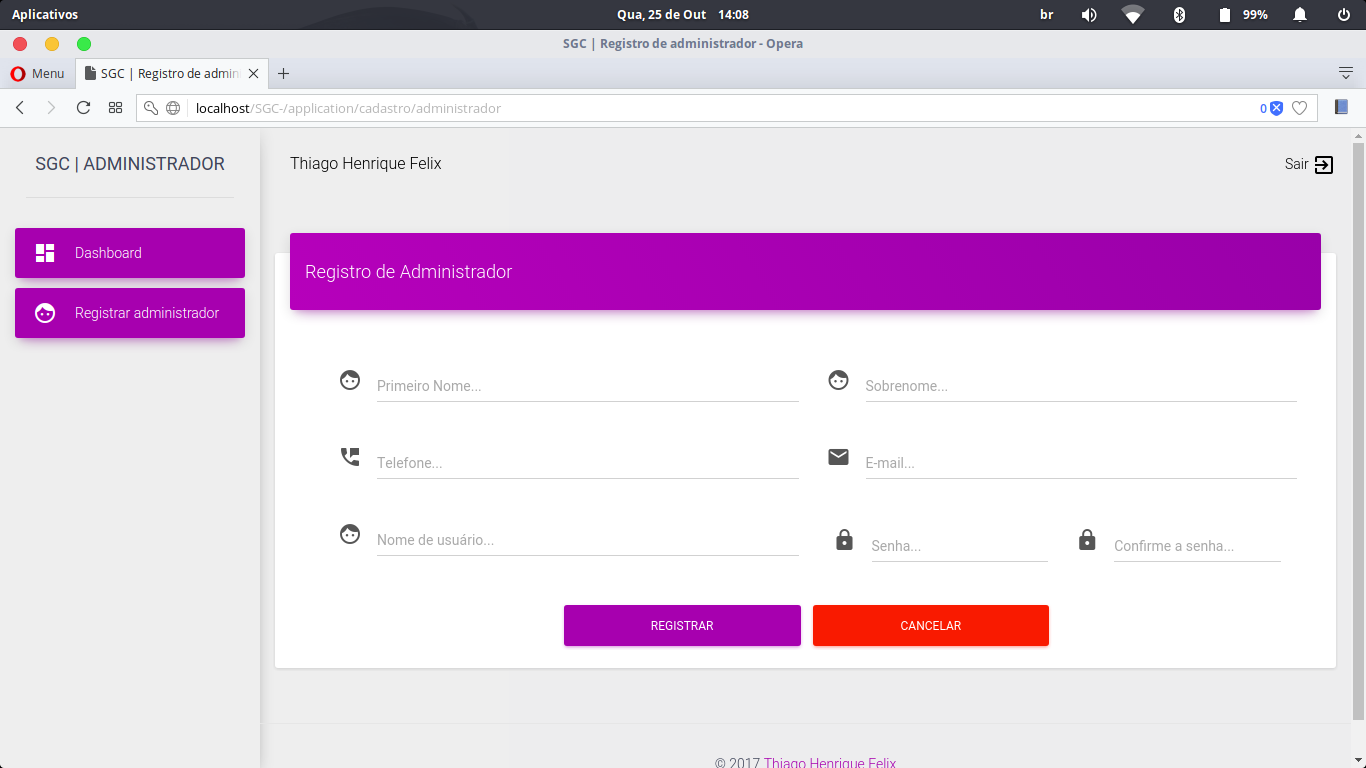 Aplicativos Qua, 25 de Out 14:08 br 99%
SGC | Registro de administrador - Opera
Menu SGC | Registro de admin
localhost/SGC-/application/cadastro/administrador 0
SGC | ADMINISTRADOR
Thiago Henrique Felix Sair
Dashboard
Registrar administrador
Registro de Administrador
Primeiro Nome... Sobrenome...
Telefone... E-mail...
Nome de usuário... Senha... Confirme a senha...
REGISTRAR CANCELAR
© 2017 Thiago Henrique Felix